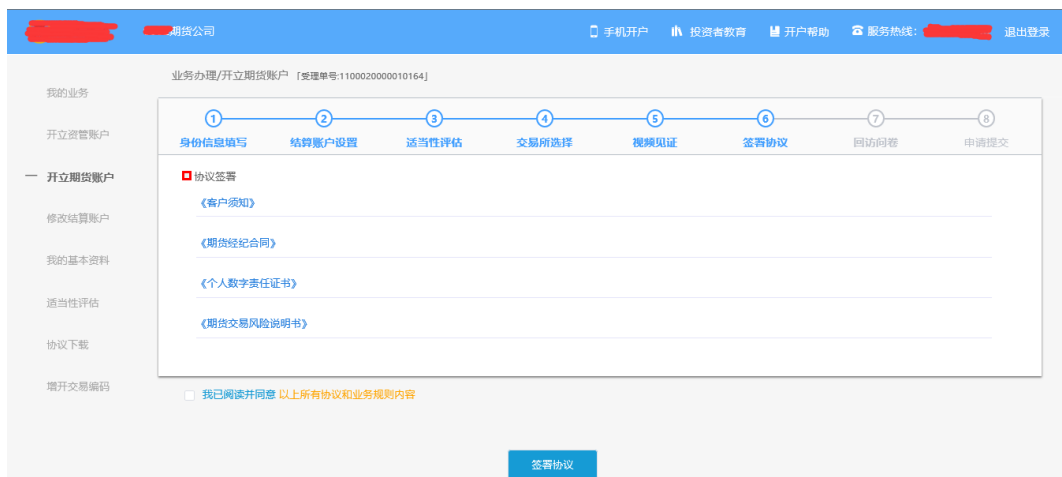 期货公司
手机开户 投资者教育 开户帮助 服务热线: 退出登录
业务办理/开立期货账户 「受理单号:1100020000010164」
我的业务
开立资管账户
一 开立期货账户
修改结算账户
我的基本资料
适当性评估
协议下载
增开交易编码
1 2 3 4 5 6 7 8
身份信息填写 结算账户设置 适当性评估 交易所选择 视频见证 签署协议 回访问卷 申请提交
协议签署
《客户须知》
《期货经纪合同》
《个人数字责任证书》
《期货交易风险说明书》
我已阅读并同意 以上所有协议和业务规则内容
签署协议